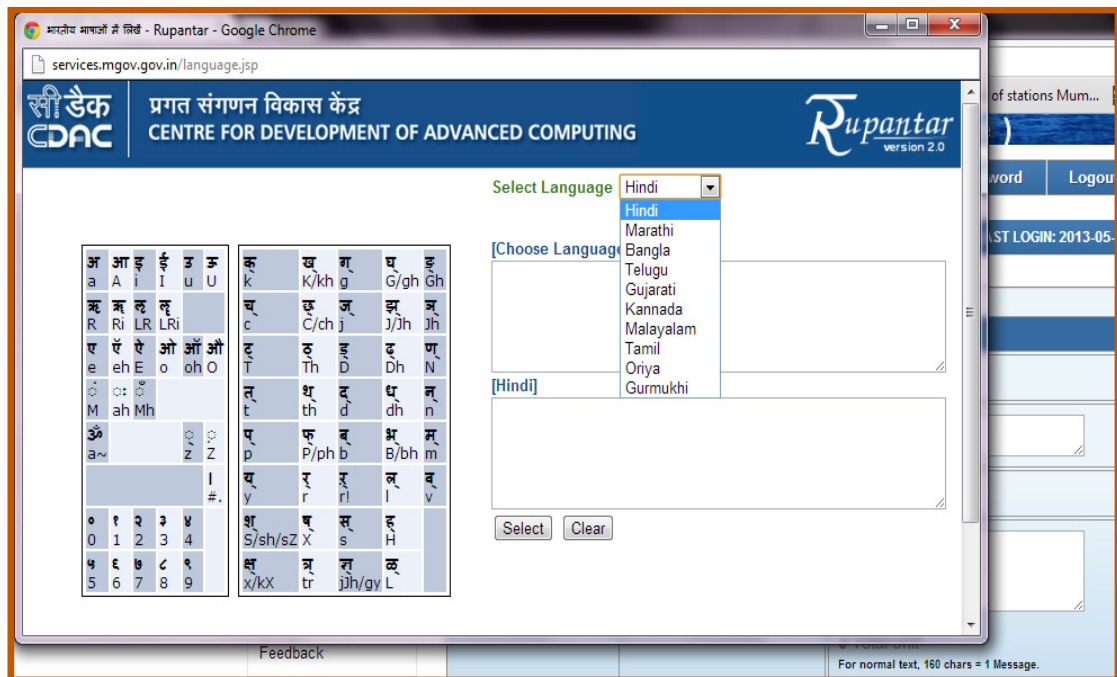 भारतीय भाषाओं में लिखें - Rupantar - Google Chrome
services.mgov.gov.in/language.jsp
of stations Mum...
सी डैक
CDAC
प्रगत संगणन विकास केंद्र
CENTRE FOR DEVELOPMENT OF ADVANCED COMPUTING
Rupantar
version 2.0
)
word Logou
ST LOGIN: 2013-05-
Select Language Hindi
Hindi
Marathi
Bangla
Telugu
Gujarati
Kannada
Malayalam
Tamil
Oriya
Gurmukhi
[Choose Language
[Hindi]
Select Clear
अ आ इ ई उ ऊ
a A i I u U
ऋ ॠ ऌ ॡ
R Ri LR LRi
ए ऍ ऐ ओ ऑ औ
e eh E o oh O
ं ः ँ
M ah Mh
ॐ ृ ़
a~ z Z
।
#.
० १ २ ३ ४
0 1 2 3 4
५ ६ ७ ८ ९
5 6 7 8 9
क् ख् ग् घ् ङ्
k K/kh g G/gh Gh
च् छ् ज् झ् ञ्
c C/ch j J/Jh Jh
ट् ठ् ड् ढ् ण्
T Th D Dh N
त् थ् द् ध् न्
t th d dh n
प् फ् ब् भ् म्
p P/ph b B/bh m
य् र् ऱ् ल् व्
y r r! l v
श् ष् स् ह्
S/sh/sZ X s H
क्ष् त्र् ज्ञ् ळ्
x/kX tr jJh/gy L
Feedback
Total Unit
For normal text, 160 chars = 1 Message.